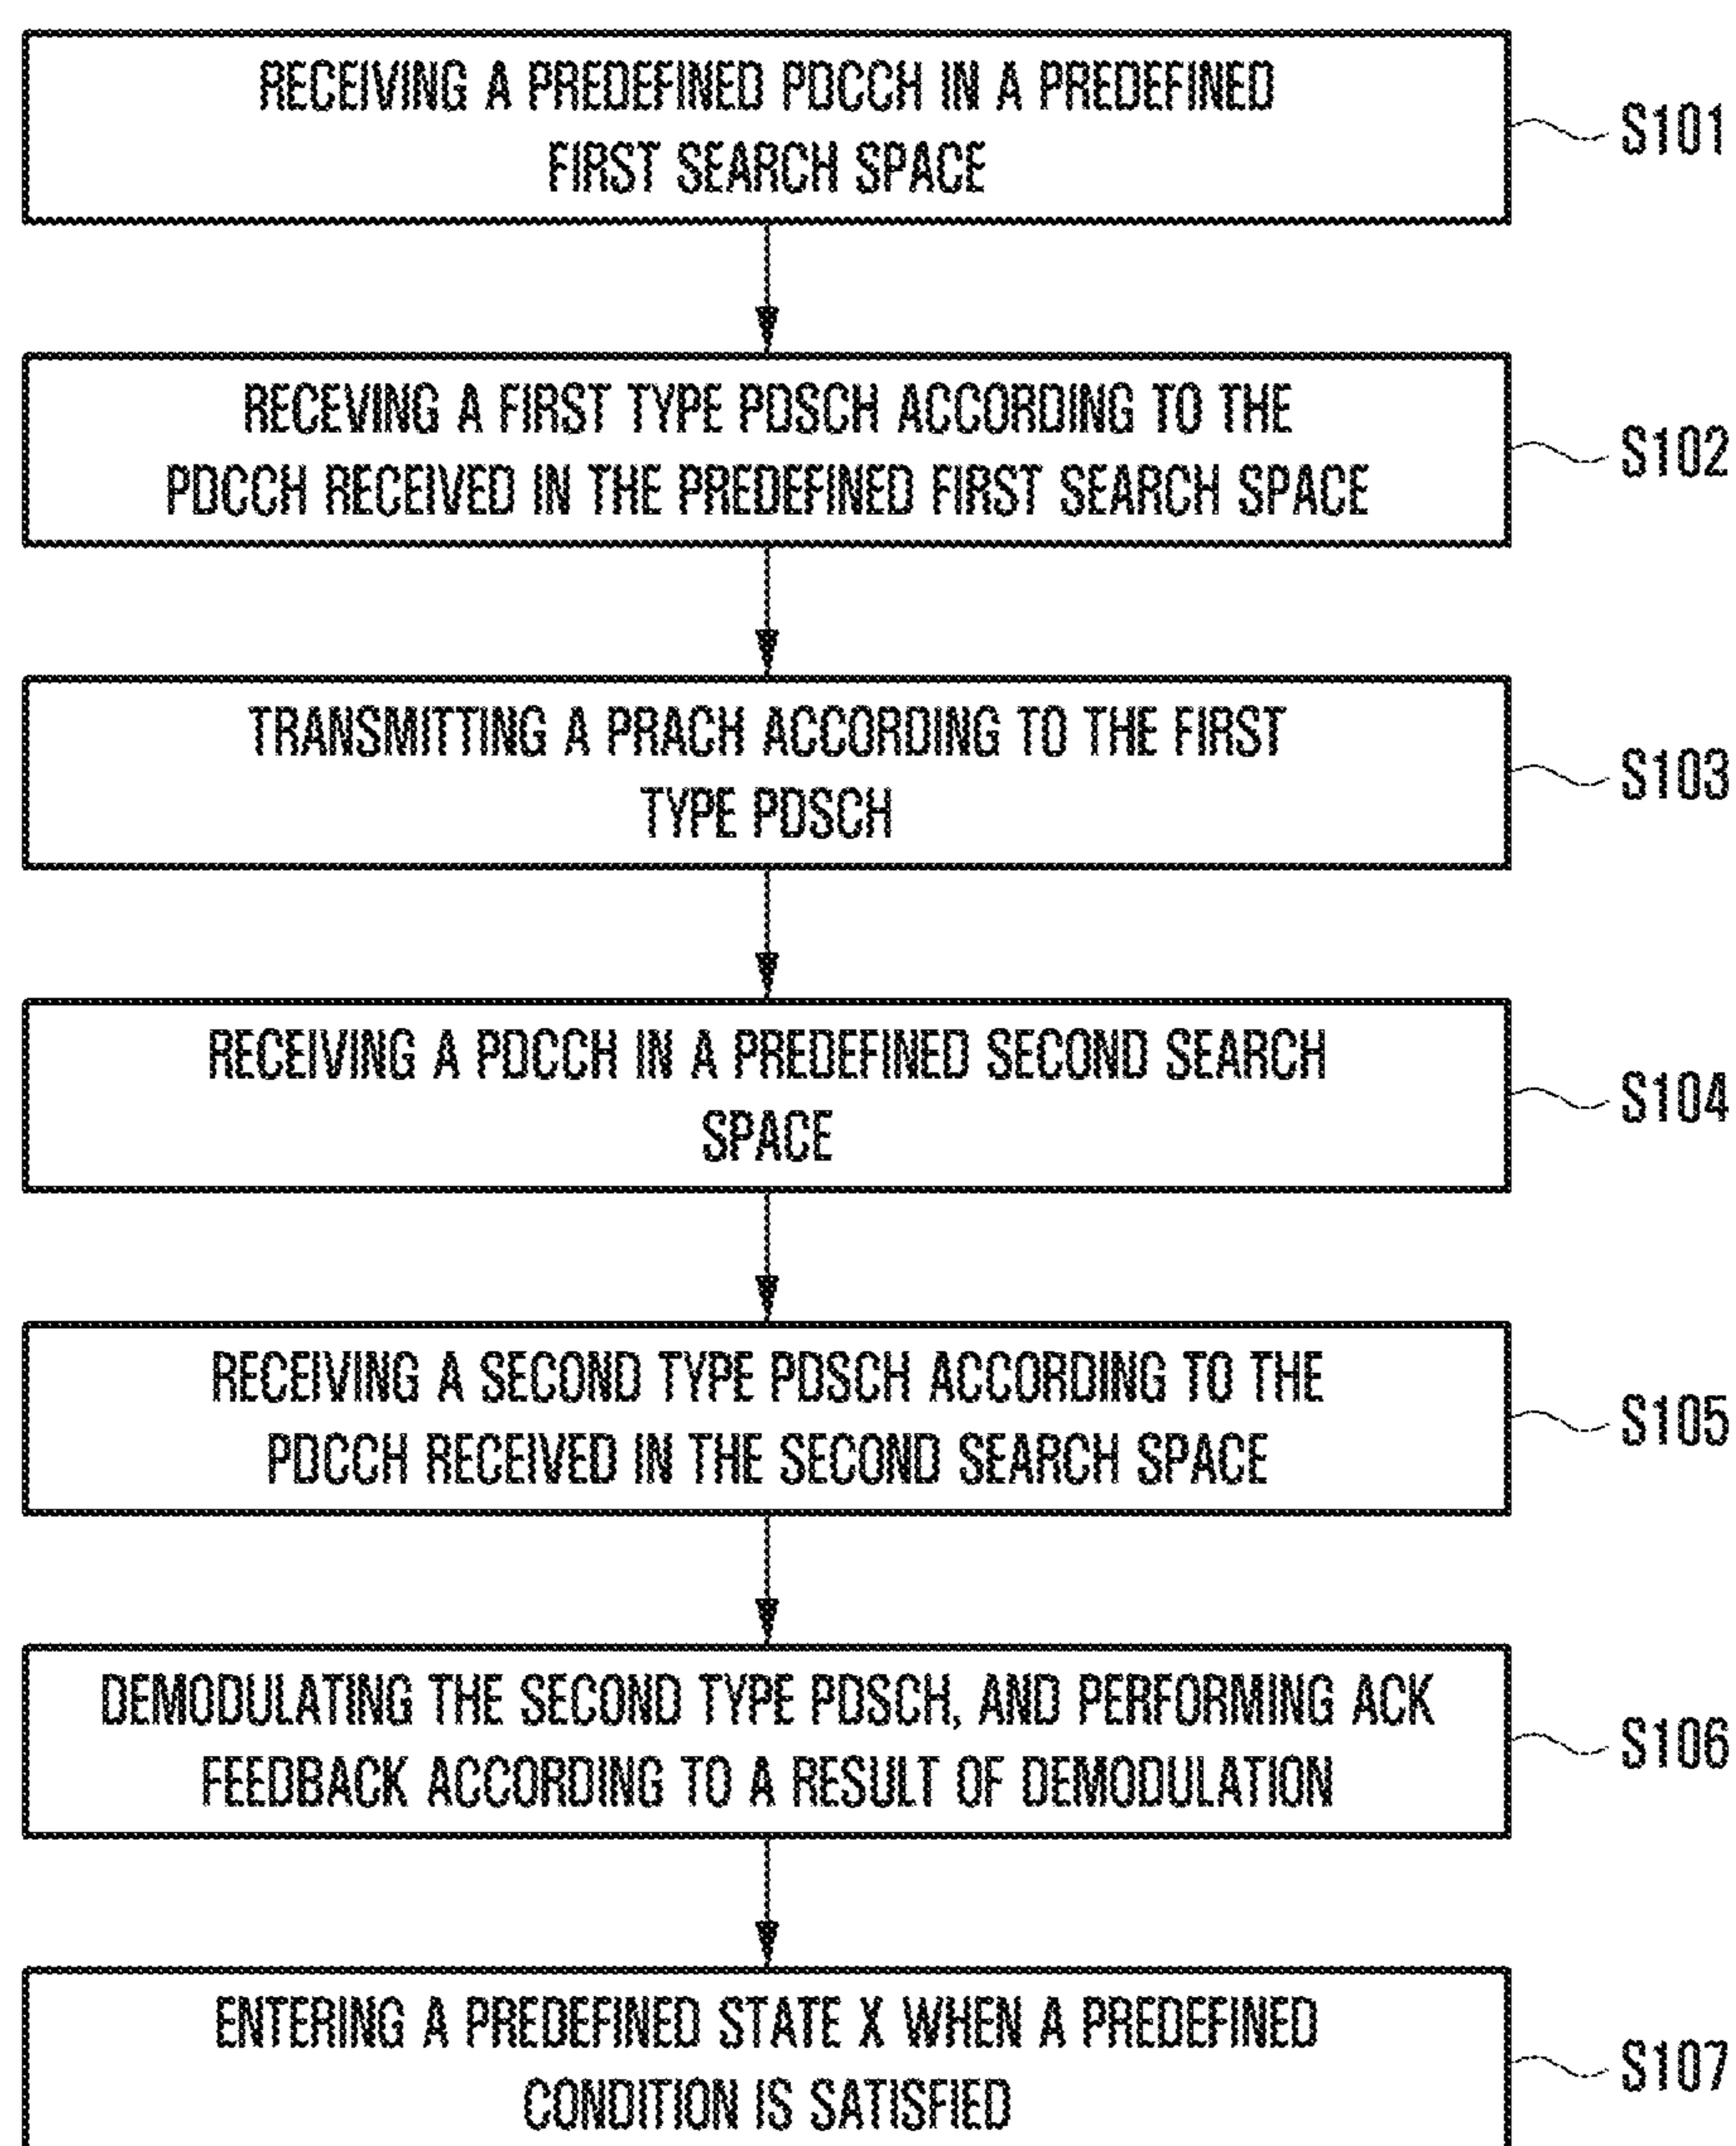 RECEIVING A PREDEFINED PDCCH IN A PREDEFINED
FIRST SEARCH SPACE
S101
RECEVING A FIRST TYPE PDSCH ACCORDING TO THE
PDCCH RECEIVED IN THE PREDEFINED FIRST SEARCH SPACE
S102
TRANSMITTING A PRACH ACCORDING TO THE FIRST
TYPE PDSCH
S103
RECEIVING A PDCCH IN A PREDEFINED SECOND SEARCH
SPACE
S104
RECEIVING A SECOND TYPE PDSCH ACCORDING TO THE
PDCCH RECEIVED IN THE SECOND SEARCH SPACE
S105
DEMODULATING THE SECOND TYPE PDSCH, AND PERFORMING ACK
FEEDBACK ACCORDING TO A RESULT OF DEMODULATION
S106
ENTERING A PREDEFINED STATE X WHEN A PREDEFINED
CONDITION IS SATISFIED
S107